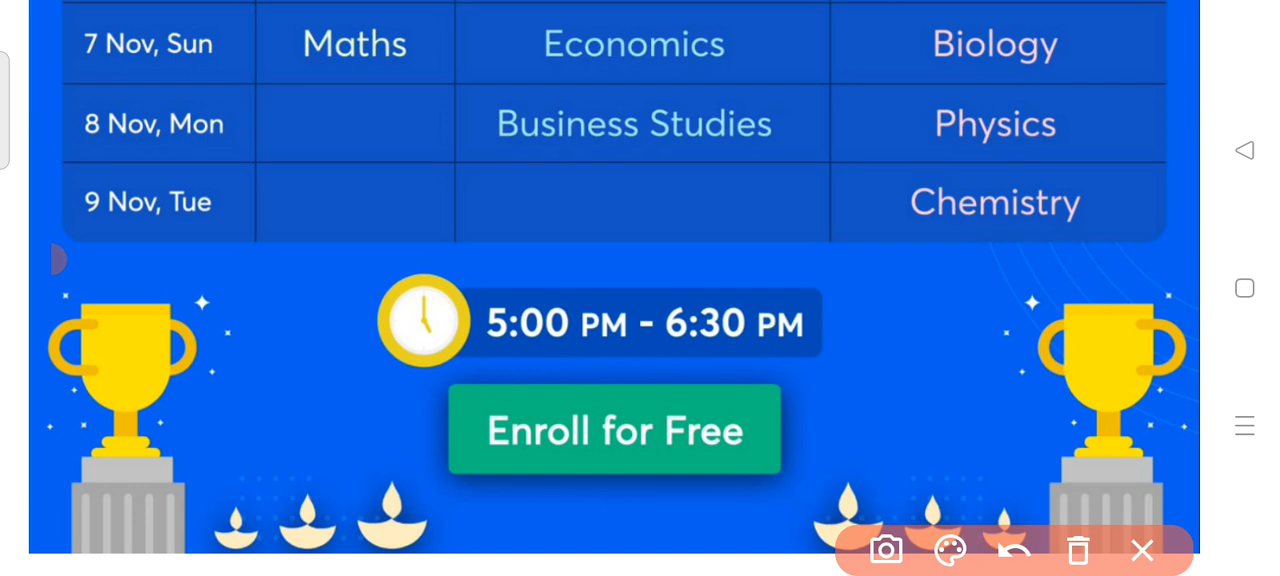 7 Nov, Sun Maths Economics Biology
8 Nov, Mon Business Studies Physics
9 Nov, Tue Chemistry
5:00 PM - 6:30 PM
Enroll for Free